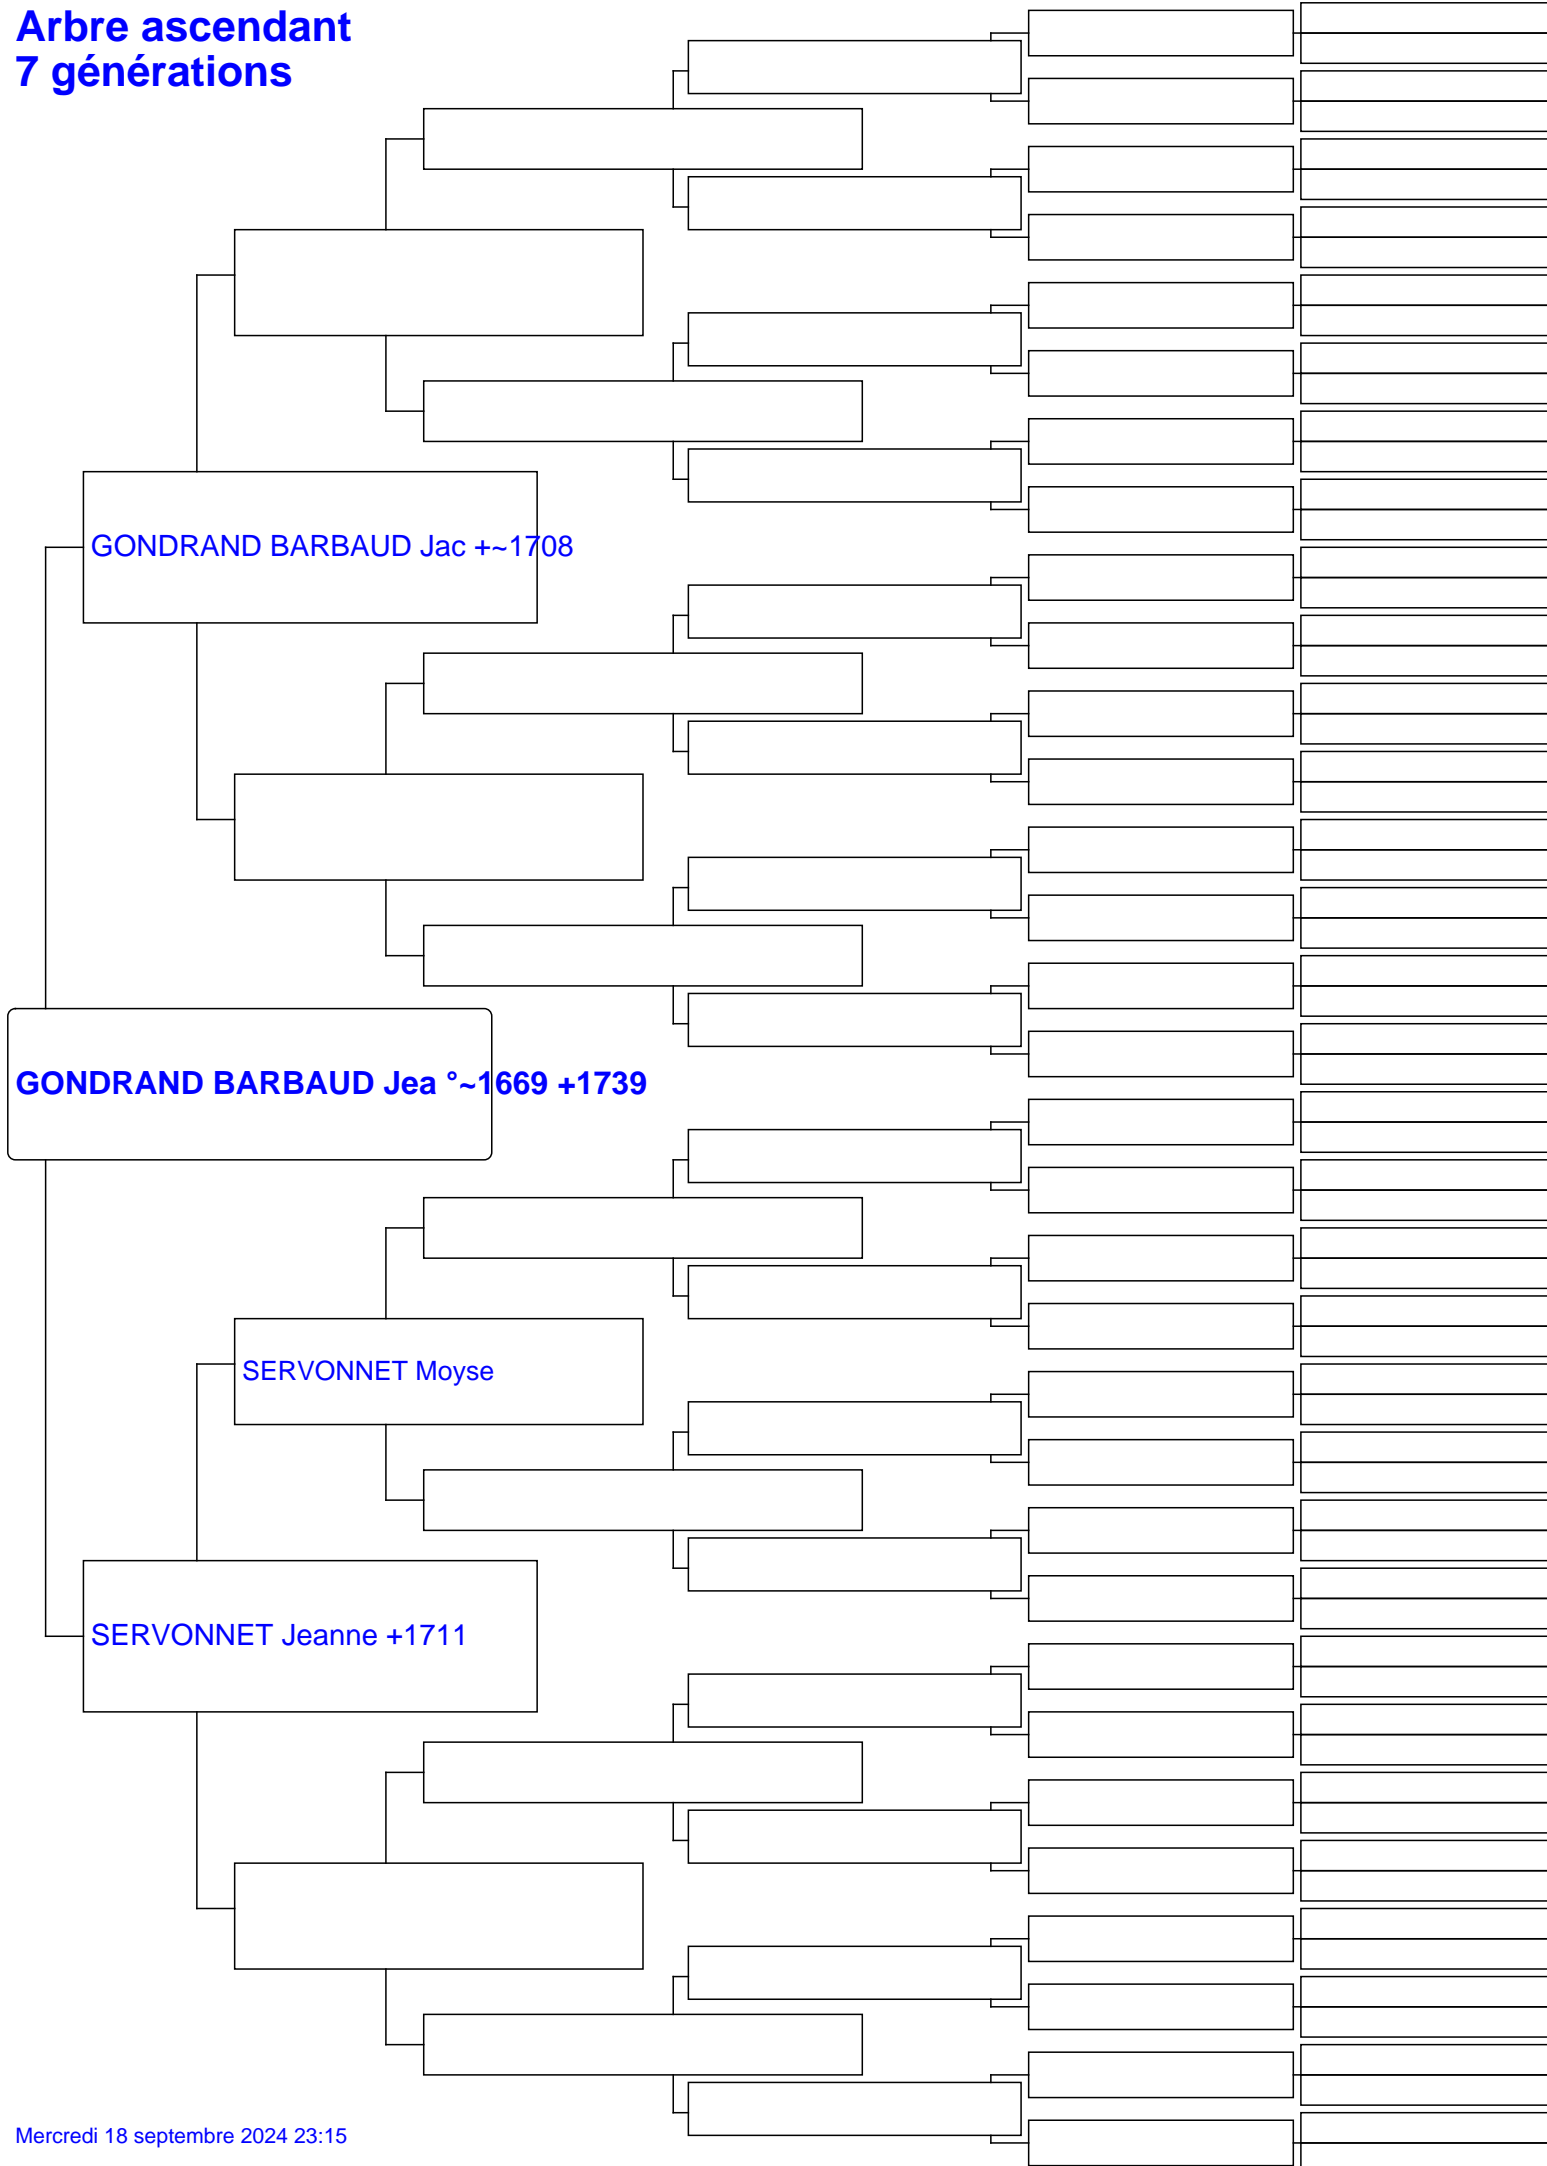 Arbre ascendant
7 générations
GONDRAND BARBAUD Jac +~1708
GONDRAND BARBAUD Jea °~1669 +1739
SERVONNET Moyse
SERVONNET Jeanne +1711
Mercredi 18 septembre 2024 23:15